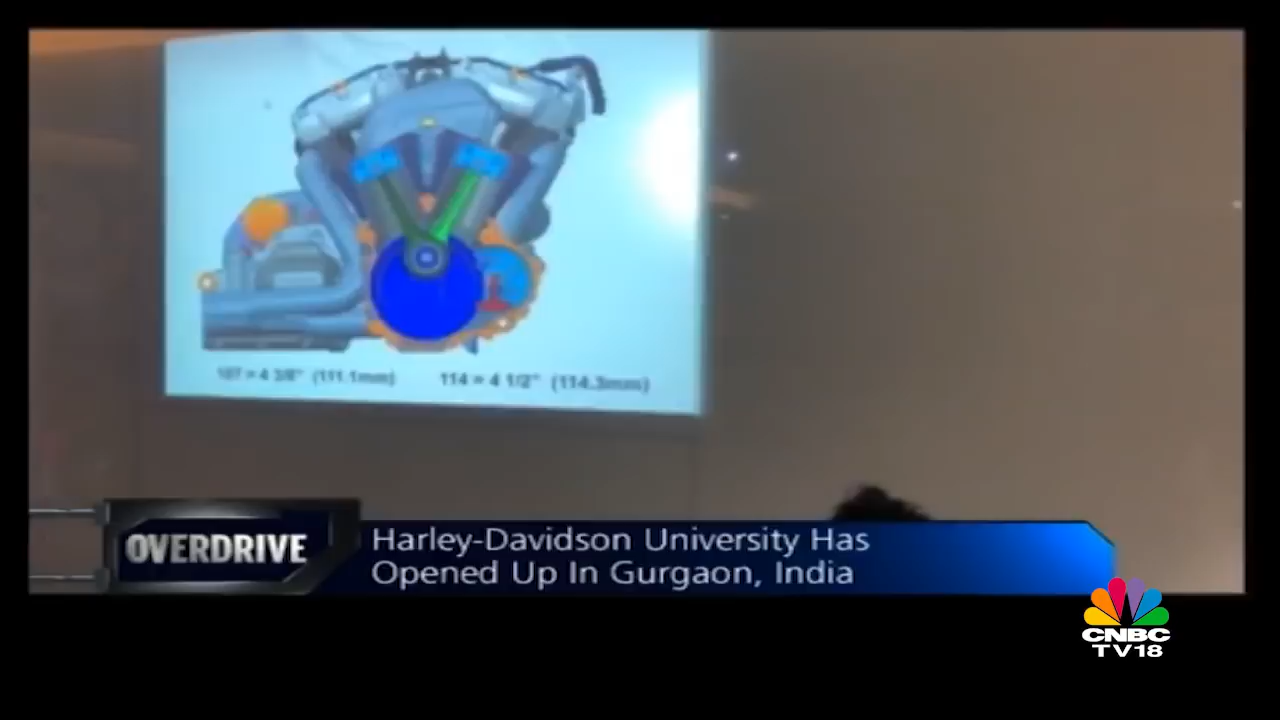 107 = 4 3/8" (111.1mm) 114 = 4 1/2" (114.3mm)
OVERDRIVE
Harley-Davidson University Has
Opened Up In Gurgaon, India
CNBC
TV18